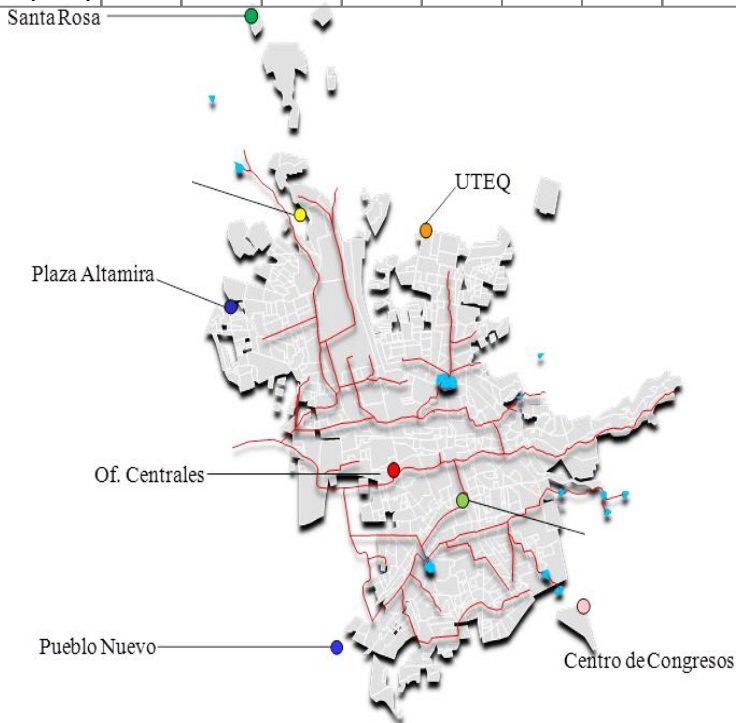 Santa Rosa
UTEQ
Plaza Altamira
Of. Centrales
Pueblo Nuevo
Centro de Congresos